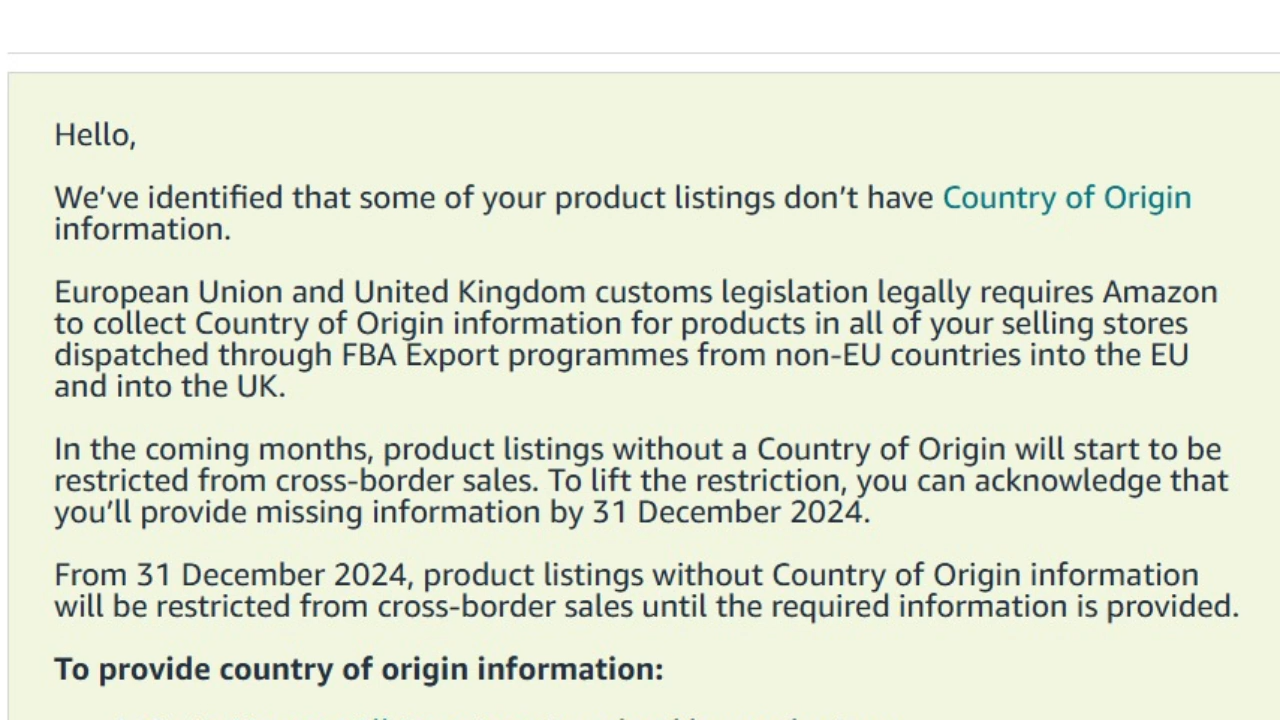 Hello,
We’ve identified that some of your product listings don’t have Country of Origin
information.
European Union and United Kingdom customs legislation legally requires Amazon
to collect Country of Origin information for products in all of your selling stores
dispatched through FBA Export programmes from non-EU countries into the EU
and into the UK.
In the coming months, product listings without a Country of Origin will start to be
restricted from cross-border sales. To lift the restriction, you can acknowledge that
you’ll provide missing information by 31 December 2024.
From 31 December 2024, product listings without Country of Origin information
will be restricted from cross-border sales until the required information is provided.
To provide country of origin information: